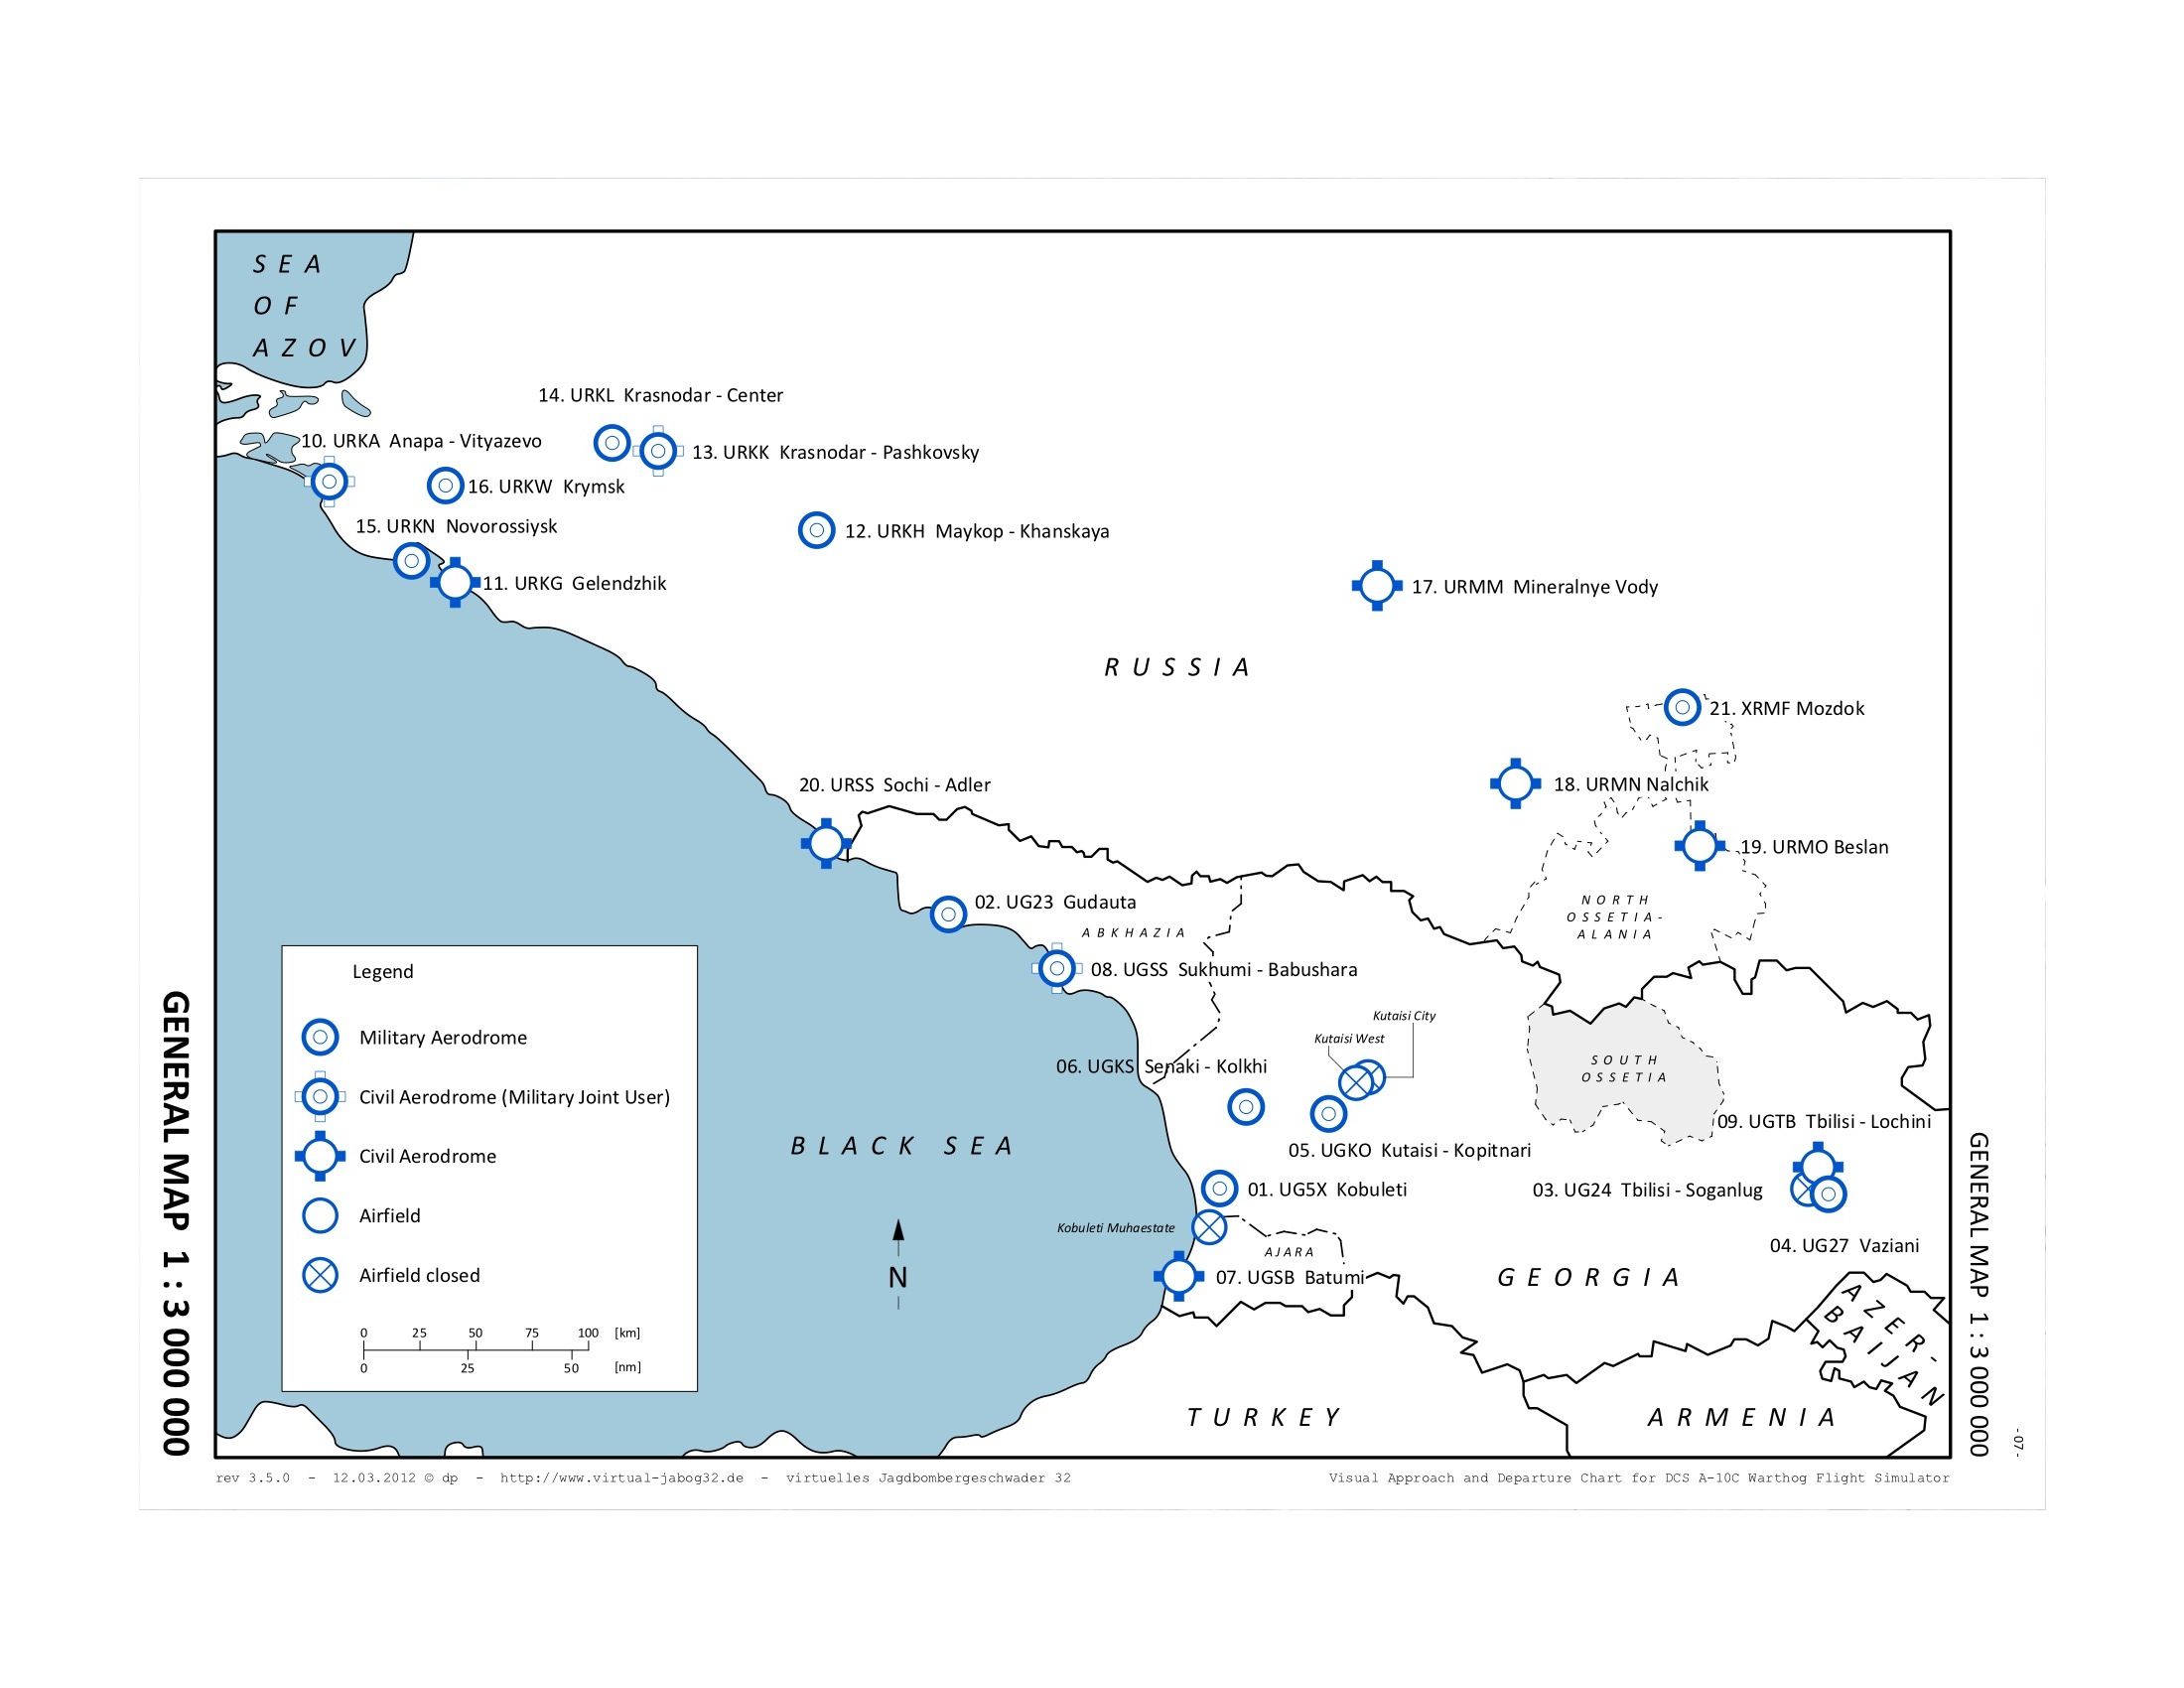 SEA
OF
AZOV
14. URKL Krasnodar - Center
10. URKA Anapa - Vityazevo
13. URKK Krasnodar - Pashkovsky
16. URKW Krymsk
15. URKN Novorossiysk
12. URKH Maykop - Khanskaya
11. URKG Gelendzhik
17. URMM Mineralnye Vody
RUSSIA
21. XRMF Mozdok
20. URSS Sochi - Adler
18. URMN Nalchik
19. URMO Beslan
02. UG23 Gudauta
NORTH
OSSETIA-
ALANIA
ABKHAZIA
08. UGSS Sukhumi - Babushara
Kutaisi City
Kutaisi West
06. UGKS Senaki - Kolkhi
SOUTH
OSSETIA
09. UGTB Tbilisi - Lochini
BLACK SEA
05. UGKO Kutaisi - Kopitnari
01. UG5X Kobuleti
03. UG24 Tbilisi - Soganlug
Kobuleti Muhaestate
04. UG27 Vaziani
AJARA
07. UGSB Batumi
GEORGIA
N
AZER-
BAIJAN
TURKEY
ARMENIA
Legend
Military Aerodrome
Civil Aerodrome (Military Joint User)
Civil Aerodrome
Airfield
Airfield closed
0 25 50 75 100 [km]
0 25 50 [nm]
GENERAL MAP 1 : 3 000 000
GENERAL MAP 1 : 3 000 000
- 07 -
rev 3.5.0 - 12.03.2012 © dp - http://www.virtual-jabog32.de - virtuelles Jagdbombergeschwader 32
Visual Approach and Departure Chart for DCS A-10C Warthog Flight Simulator